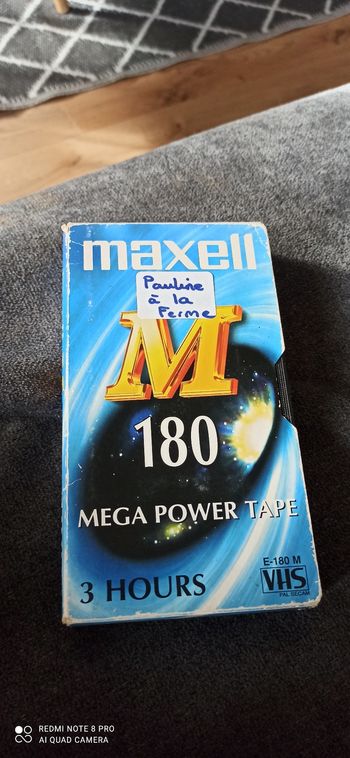 maxell
Pauline
à la
Ferme
M
180
MEGA POWER TAPE
E-180 M
3 HOURS
VHS
PAL SECAM
REDMI NOTE 8 PRO
AI QUAD CAMERA